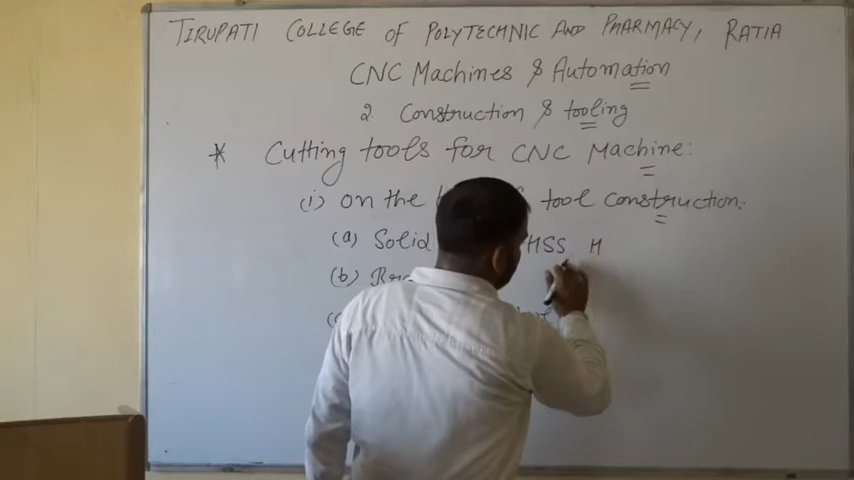 TIRUPATI COLLEGE OF POLYTECHNIC AND PHARMACY, RATIA
CNC Machines & Automation
2. Construction & tooling
* Cutting tools for CNC Machine:
(i) on the tool construction.
(a) Solid HSS H
(b)